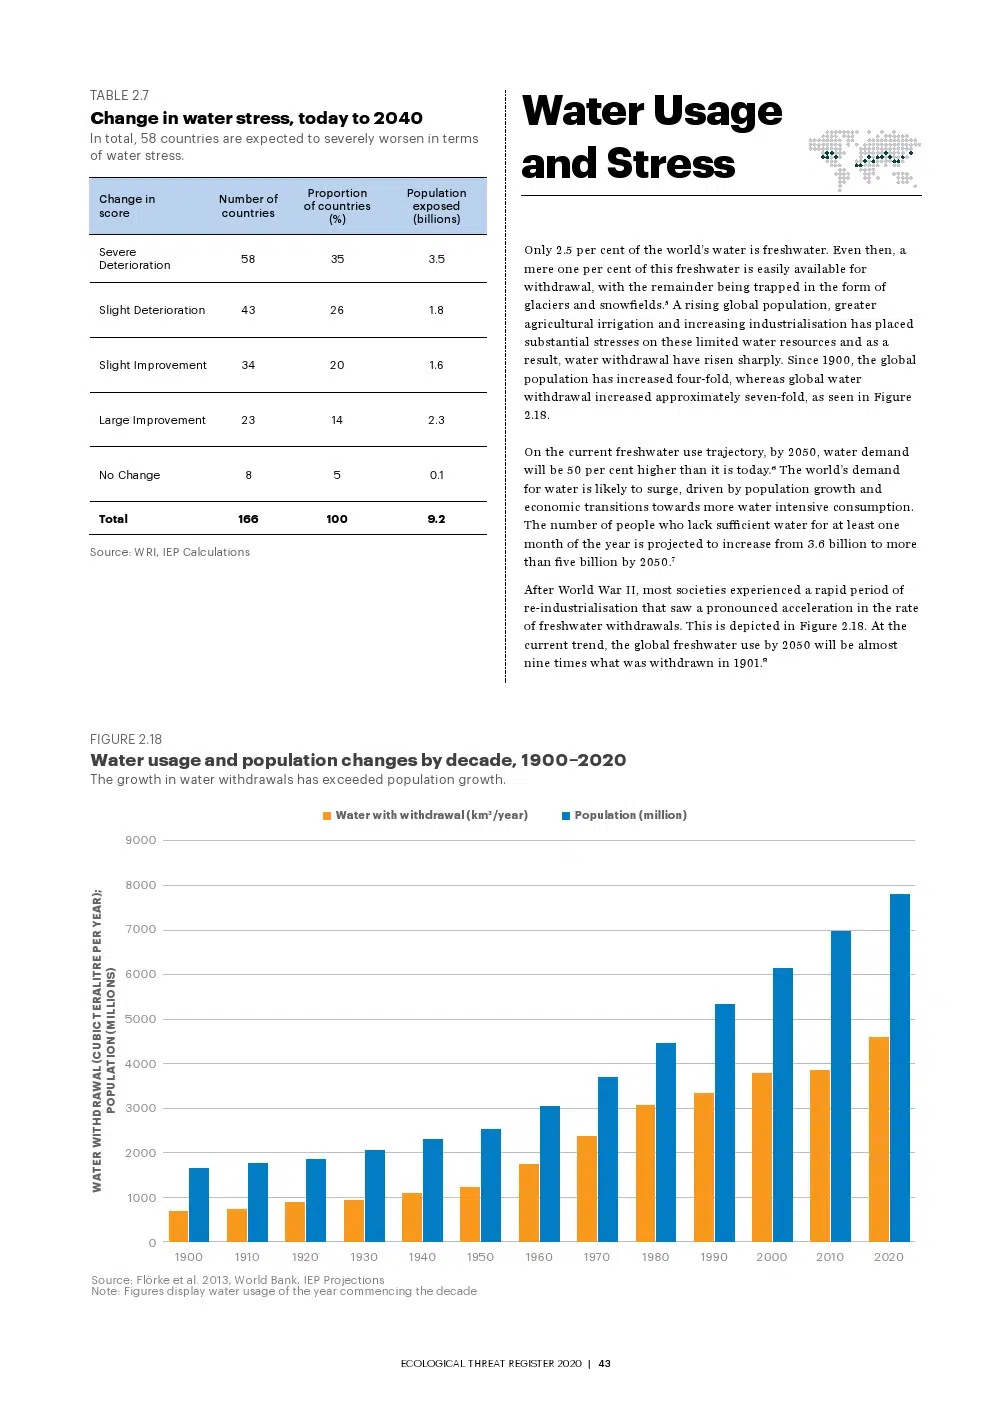 TABLE 2.7
Change in water stress, today to 2040
In total, 58 countries are expected to severely worsen in terms
of water stress.
Change in
score
Number of
countries
Proportion
of countries
(%)
Population
exposed
(billions)
Severe
Deterioration
58 35 3.5
Slight Deterioration 43 26 1.8
Slight Improvement 34 20 1.6
Large Improvement 23 14 2.3
No Change 8 5 0.1
Total 166 100 9.2
Source: WRI, IEP Calculations
Water Usage
and Stress
Only 2.5 per cent of the world's water is freshwater. Even then, a
mere one per cent of this freshwater is easily available for
withdrawal, with the remainder being trapped in the form of
glaciers and snowfields.⁵ A rising global population, greater
agricultural irrigation and increasing industrialisation has placed
substantial stresses on these limited water resources and as a
result, water withdrawal have risen sharply. Since 1900, the global
population has increased four-fold, whereas global water
withdrawal increased approximately seven-fold, as seen in Figure
2.18.
On the current freshwater use trajectory, by 2050, water demand
will be 50 per cent higher than it is today.⁶ The world's demand
for water is likely to surge, driven by population growth and
economic transitions towards more water intensive consumption.
The number of people who lack sufficient water for at least one
month of the year is projected to increase from 3.6 billion to more
than five billion by 2050.⁷
After World War II, most societies experienced a rapid period of
re-industrialisation that saw a pronounced acceleration in the rate
of freshwater withdrawals. This is depicted in Figure 2.18. At the
current trend, the global freshwater use by 2050 will be almost
nine times what was withdrawn in 1901.
FIGURE 2.18
Water usage and population changes by decade, 1900–2020
The growth in water withdrawals has exceeded population growth.
Water with withdrawal (km³/year) Population (million)
WATER WITHDRAWAL (CUBIC TERALITRE PER YEAR);
POPULATION (MILLIONS)
9000
8000
7000
6000
5000
4000
3000
2000
1000
0
1900 1910 1920 1930 1940 1950 1960 1970 1980 1990 2000 2010 2020
Source: Flörke et al. 2013, World Bank, IEP Projections
Note: Figures display water usage of the year commencing the decade
ECOLOGICAL THREAT REGISTER 2020 | 43